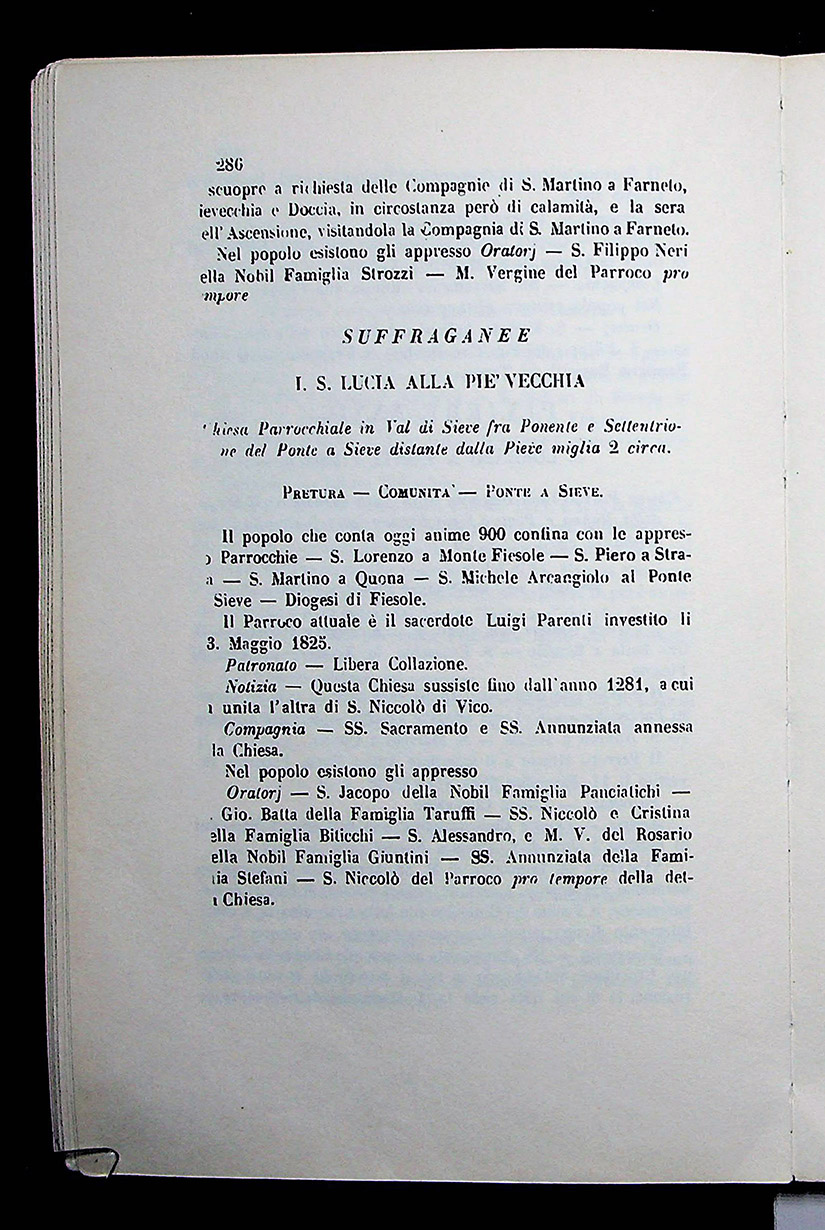 286
scuopre a richiesta delle Compagnie di S. Martino a Farneto,
ievecchia e Doccia, in circostanza però di calamità, e la sera
ell' Ascensione, visitandola la Compagnia di S. Martino a Farneto.
Nel popolo esistono gli appresso Oratorj — S. Filippo Neri
ella Nobil Famiglia Strozzi — M. Vergine del Parroco pro
mpore
SUFFRAGANEE
I. S. LUCIA ALLA PIE' VECCHIA
hiesa Parrocchiale in Val di Sieve fra Ponente e Settentrio-
ne del Ponte a Sieve distante dalla Pieve miglia 2 circa.
PRETURA — COMUNITA' — PONTE A SIEVE.
Il popolo che conta oggi anime 900 confina con le appres-
o Parrocchie — S. Lorenzo a Monte Fiesole — S. Piero a Stra-
a — S. Martino a Quona — S. Michele Arcangiolo al Ponte
Sieve — Diogesi di Fiesole.
Il Parroco attuale è il sacerdote Luigi Parenti investito li
3. Maggio 1825.
Patronato — Libera Collazione.
Notizia — Questa Chiesa sussiste fino dall'anno 1281, a cui
unita l'altra di S. Niccolò di Vico.
Compagnia — SS. Sacramento e SS. Annunziata annessa
la Chiesa.
Nel popolo esistono gli appresso
Oratorj — S. Jacopo della Nobil Famiglia Panciatichi —
. Gio. Batta della Famiglia Taruffi — SS. Niccolò e Cristina
ella Famiglia Biticchi — S. Alessandro, e M. V. del Rosario
ella Nobil Famiglia Giuntini — SS. Annunziata della Fami-
lia Stefani — S. Niccolò del Parroco pro tempore della det-
a Chiesa.